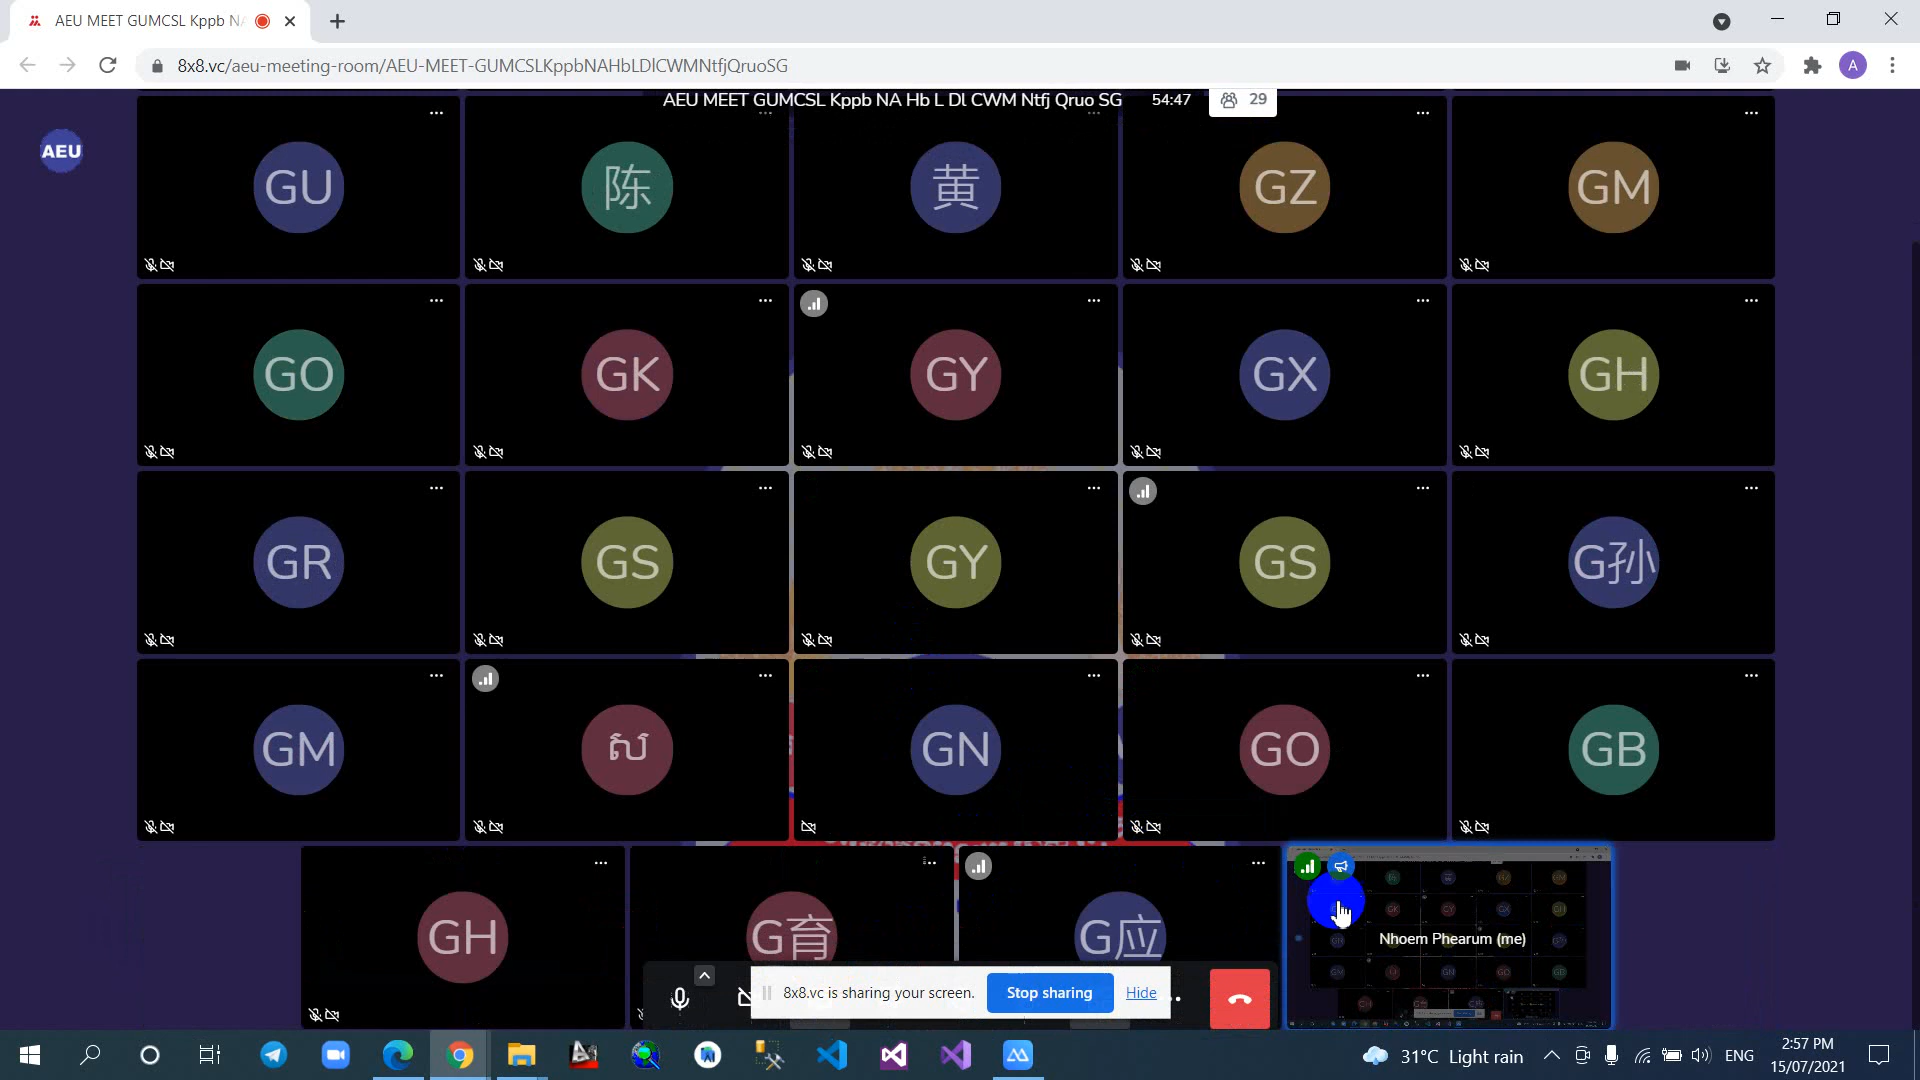 AEU MEET GUMCSL Kppb NA
8x8.vc/aeu-meeting-room/AEU-MEET-GUMCSLKppbNAHbLDlCWMNtfjQruoSG
A
AEU MEET GUMCSL Kppb NA Hb L Dl CWM Ntfj Qruo SG 54:47 29
AEU
GU 陈 黄 GZ GM
GO GK GY GX GH
GR GS GY GS G孙
GM ស GN GO GB
GH G育 G应
Nhoem Phearum (me)
8x8.vc is sharing your screen. Stop sharing Hide
31°C Light rain ENG
2:57 PM
15/07/2021